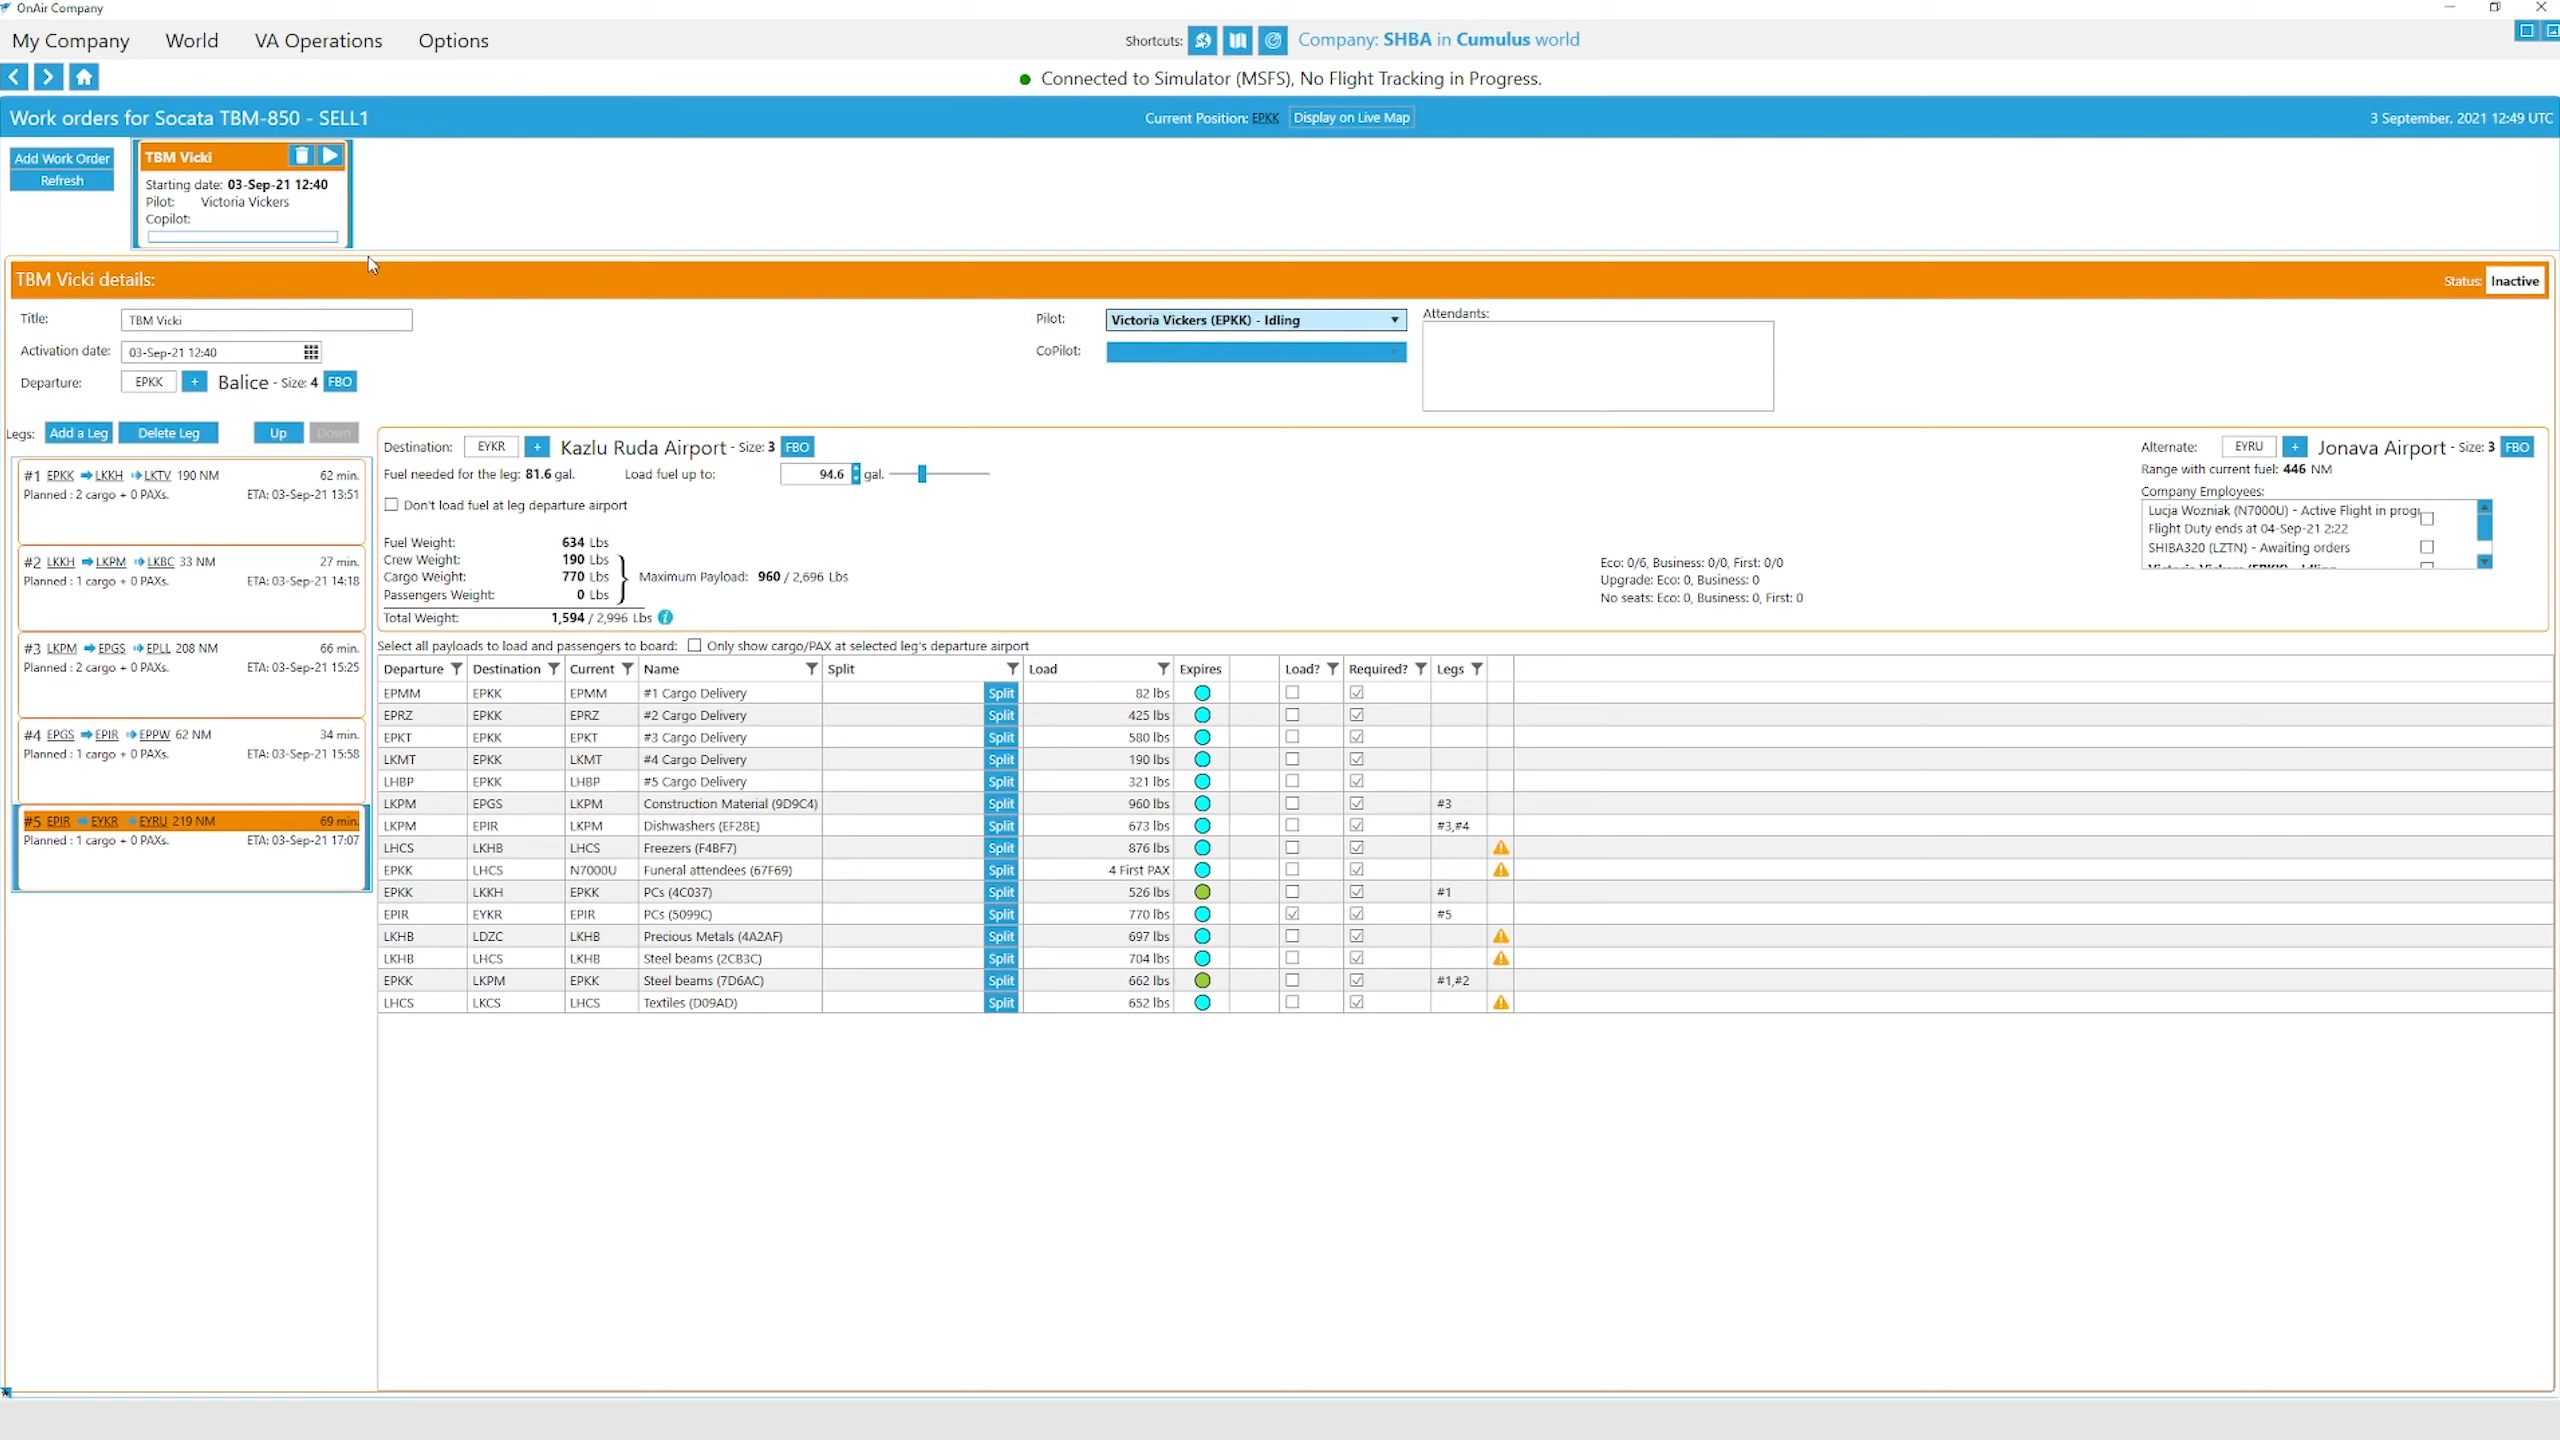 OnAir Company
My Company World VA Operations Options
Shortcuts: Company: SHBA in Cumulus world
Connected to Simulator (MSFS), No Flight Tracking in Progress.
Work orders for Socata TBM-850 - SELL1
Current Position: EPKK Display on Live Map
3 September, 2021 12:49 UTC
Add Work Order
Refresh
TBM Vicki
Starting date: 03-Sep-21 12:40
Pilot: Victoria Vickers
Copilot:
TBM Vicki details:
Status: Inactive
Title: TBM Vicki
Activation date: 03-Sep-21 12:40
Departure: EPKK + Balice - Size: 4 FBO
Pilot: Victoria Vickers (EPKK) - Idling
CoPilot:
Attendants:
Legs: Add a Leg Delete Leg Up Down
#1 EPKK LKKH LKTV 190 NM 62 min.
Planned : 2 cargo + 0 PAXs. ETA: 03-Sep-21 13:51
#2 LKKH LKPM LKBC 33 NM 27 min.
Planned : 1 cargo + 0 PAXs. ETA: 03-Sep-21 14:18
#3 LKPM EPGS EPLL 208 NM 66 min.
Planned : 2 cargo + 0 PAXs. ETA: 03-Sep-21 15:25
#4 EPGS EPIR EPPW 62 NM 34 min.
Planned : 1 cargo + 0 PAXs. ETA: 03-Sep-21 15:58
#5 EPIR EYKR EYRU 219 NM 69 min.
Planned : 1 cargo + 0 PAXs. ETA: 03-Sep-21 17:07
Destination: EYKR + Kazlu Ruda Airport - Size: 3 FBO
Fuel needed for the leg: 81.6 gal. Load fuel up to: 94.6 gal.
Don't load fuel at leg departure airport
Fuel Weight: 634 Lbs
Crew Weight: 190 Lbs
Cargo Weight: 770 Lbs
Maximum Payload: 960 / 2,696 Lbs
Passengers Weight: 0 Lbs
Total Weight: 1,594 / 2,996 Lbs
Eco: 0/6, Business: 0/0, First: 0/0
Upgrade: Eco: 0, Business: 0
No seats: Eco: 0, Business: 0, First: 0
Alternate: EYRU + Jonava Airport - Size: 3 FBO
Range with current fuel: 446 NM
Company Employees:
Lucja Wozniak (N7000U) - Active Flight in progr
Flight Duty ends at 04-Sep-21 2:22
SHIBA320 (LZTN) - Awaiting orders
Victoria Vickers (EPKK) - Idling
Select all payloads to load and passengers to board: Only show cargo/PAX at selected leg's departure airport
Departure Destination Current Name Split Load Expires Load? Required? Legs
EPMM EPKK EPMM #1 Cargo Delivery Split 82 lbs
EPRZ EPKK EPRZ #2 Cargo Delivery Split 425 lbs
EPKT EPKK EPKT #3 Cargo Delivery Split 580 lbs
LKMT EPKK LKMT #4 Cargo Delivery Split 190 lbs
LHBP EPKK LHBP #5 Cargo Delivery Split 321 lbs
LKPM EPGS LKPM Construction Material (9D9C4) Split 960 lbs #3
LKPM EPIR LKPM Dishwashers (EF28E) Split 673 lbs #3,#4
LHCS LKHB LHCS Freezers (F4BF7) Split 876 lbs
EPKK LHCS N7000U Funeral attendees (67F69) Split 4 First PAX
EPKK LKKH EPKK PCs (4C037) Split 526 lbs #1
EPIR EYKR EPIR PCs (5099C) Split 770 lbs #5
LKHB LDZC LKHB Precious Metals (4A2AF) Split 697 lbs
LKHB LHCS LKHB Steel beams (2CB3C) Split 704 lbs
EPKK LKPM EPKK Steel beams (7D6AC) Split 662 lbs #1,#2
LHCS LKCS LHCS Textiles (D09AD) Split 652 lbs